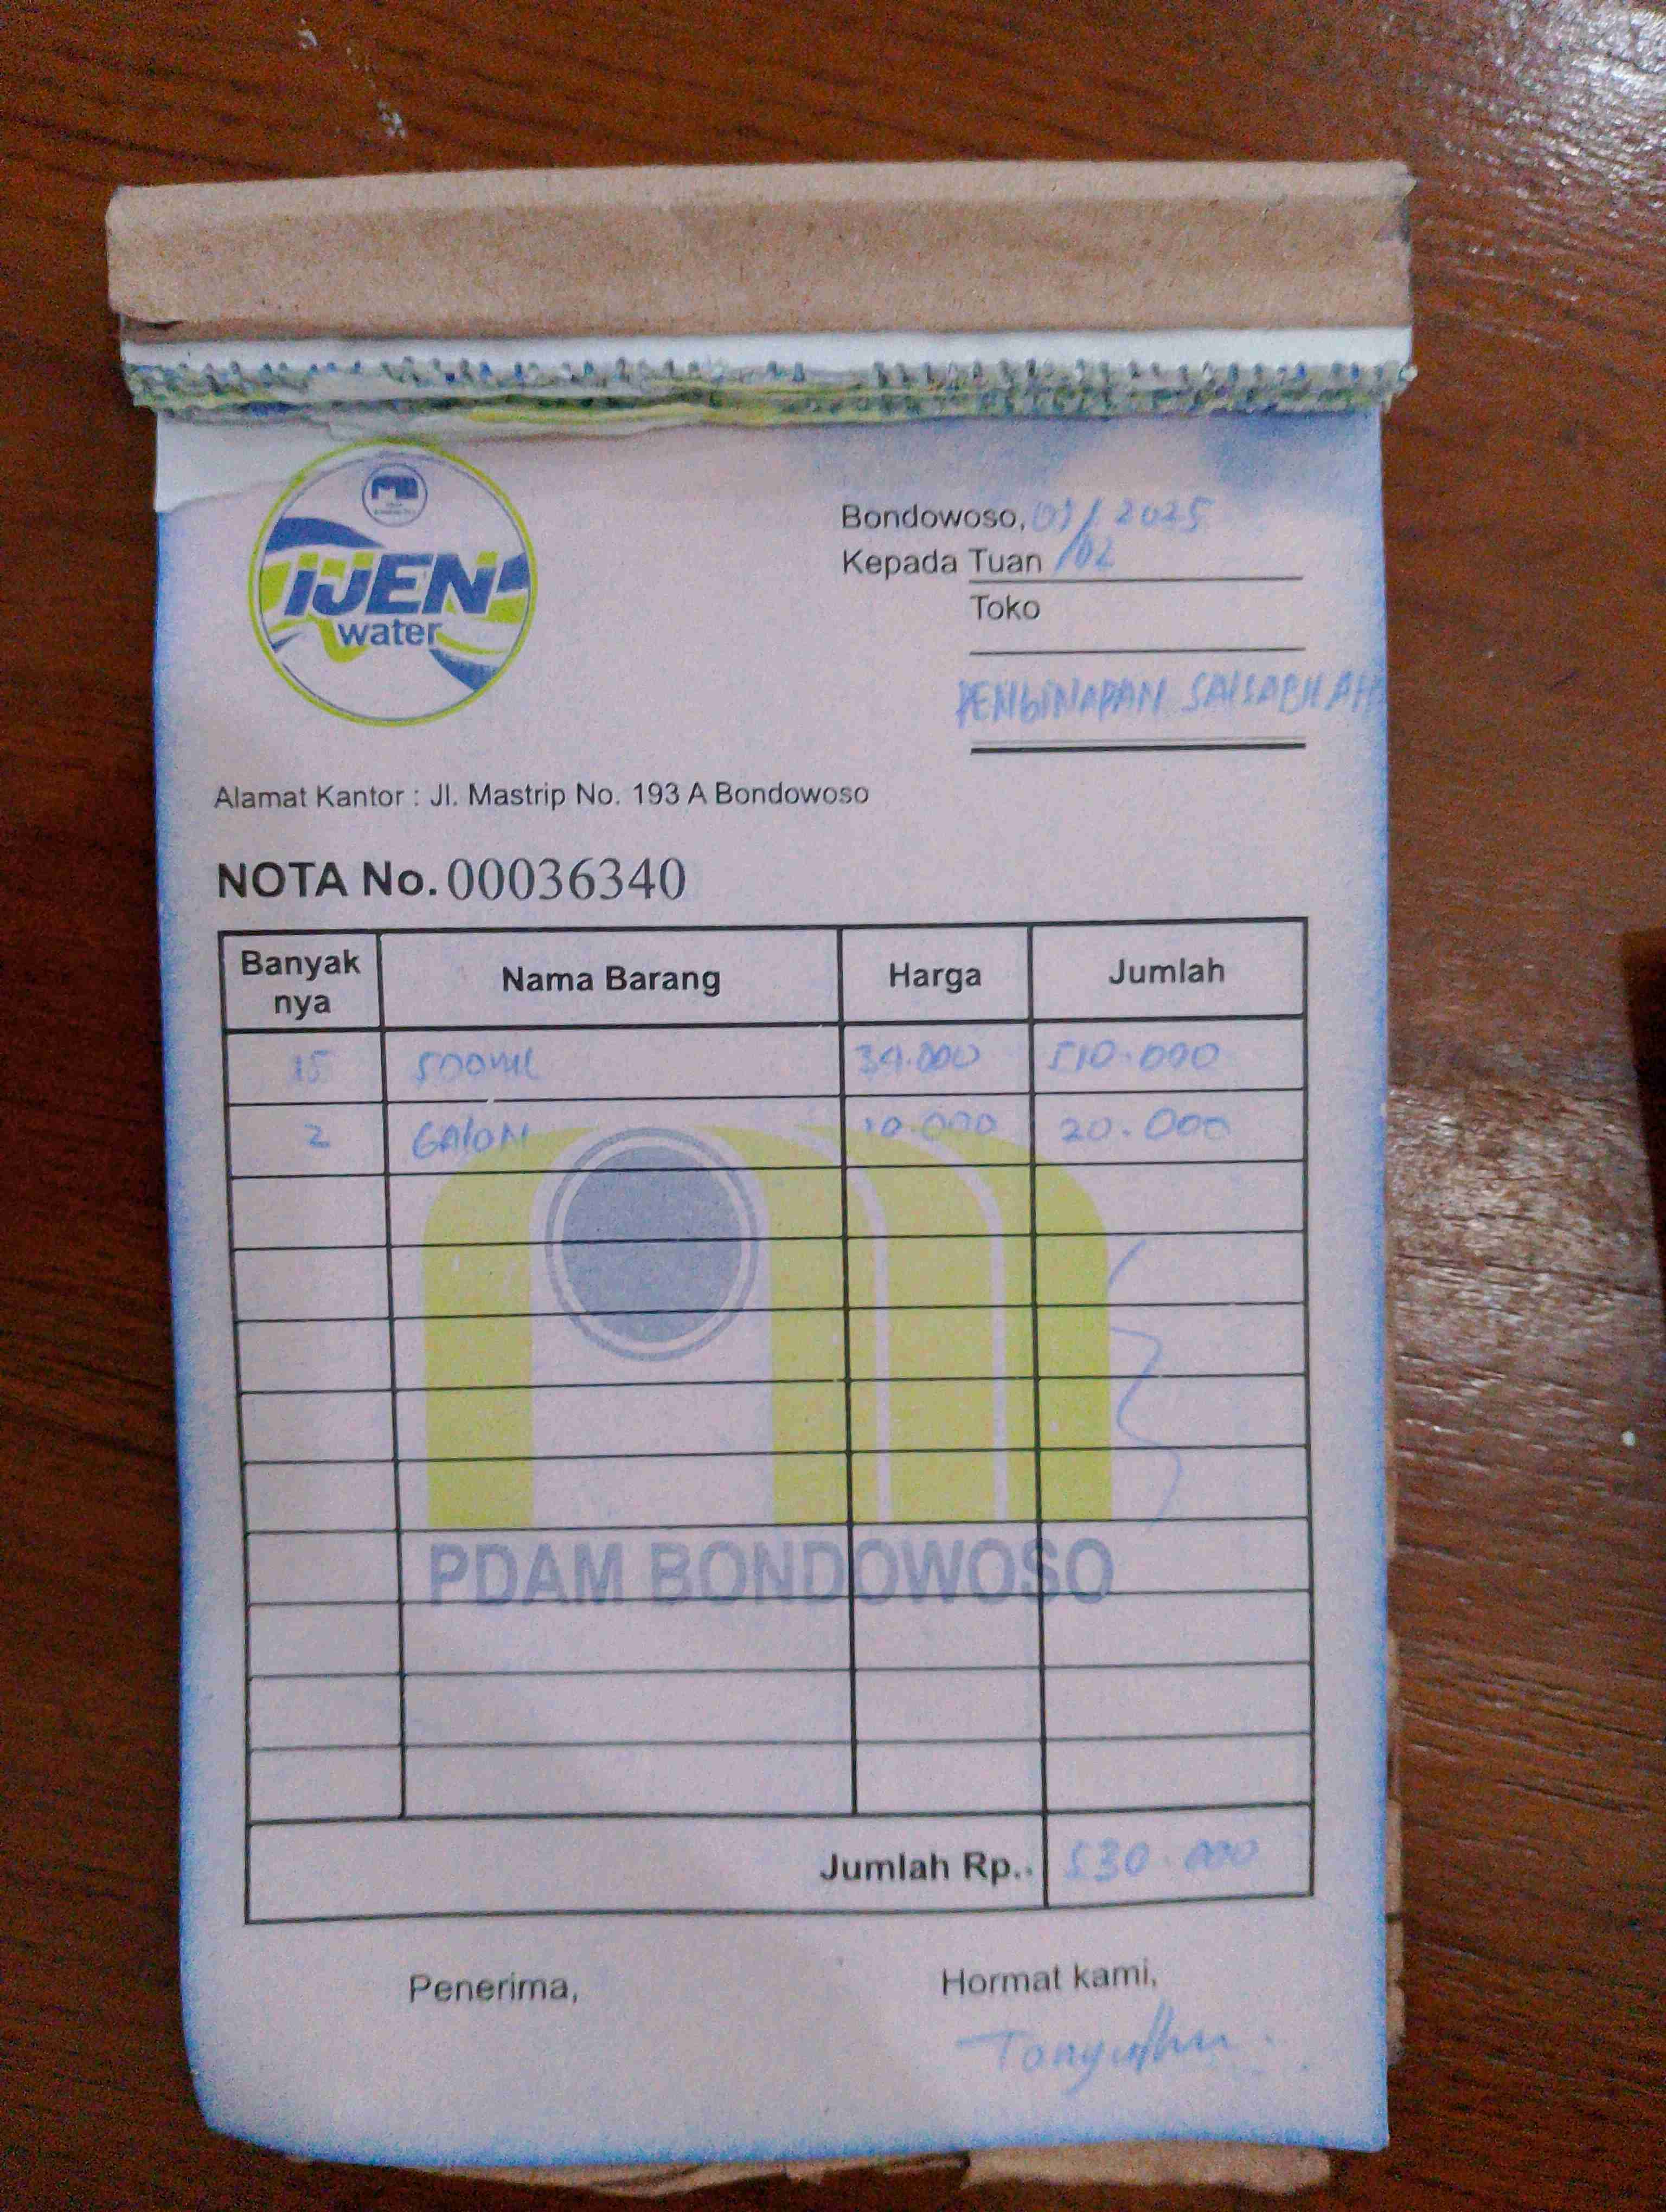 IJEN
water
Bondowoso, 2025
Kepada Tuan /02
Toko
PENGINAPAN SALSABILAH
Alamat Kantor : Jl. Mastrip No. 193 A Bondowoso
NOTA No. 00036340
Banyak nya Nama Barang Harga Jumlah
15 500ML 34.000 510.000
2 GALON 10.000 20.000
PDAM BONDOWOSO
Jumlah Rp.. 530.000
Penerima, Hormat kami,